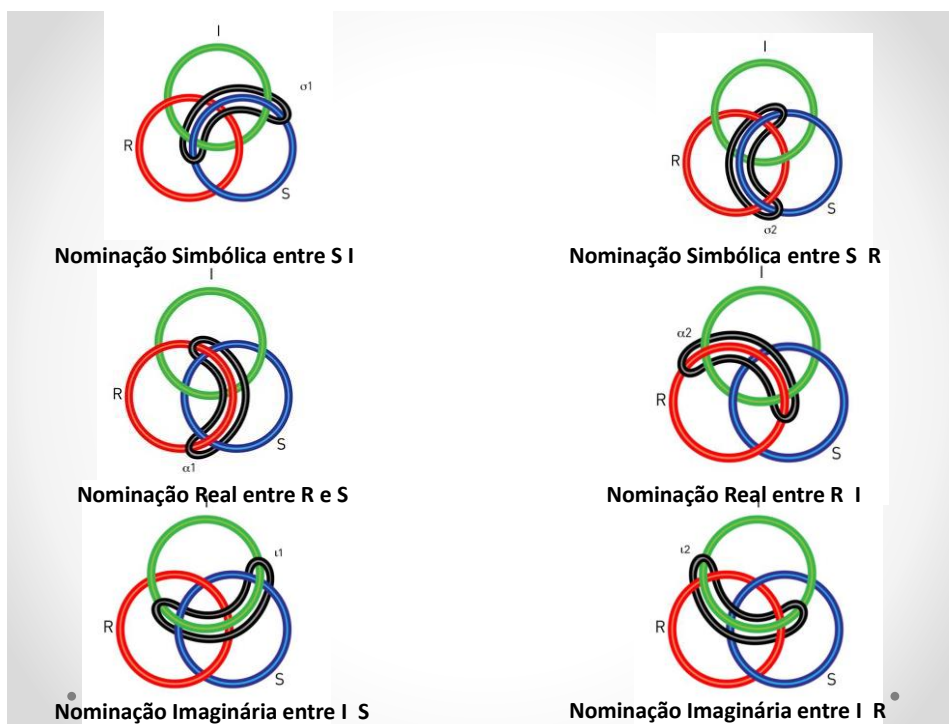 I
σ1
R
S
Nominação Simbólica entre S I
I
R
S
σ2
Nominação Simbólica entre S R
I
R
S
α1
Nominação Real entre R e S
I
α2
R
S
Nominação Real entre R I
I
ι1
R
S
Nominação Imaginária entre I S
I
ι2
R
S
Nominação Imaginária entre I R